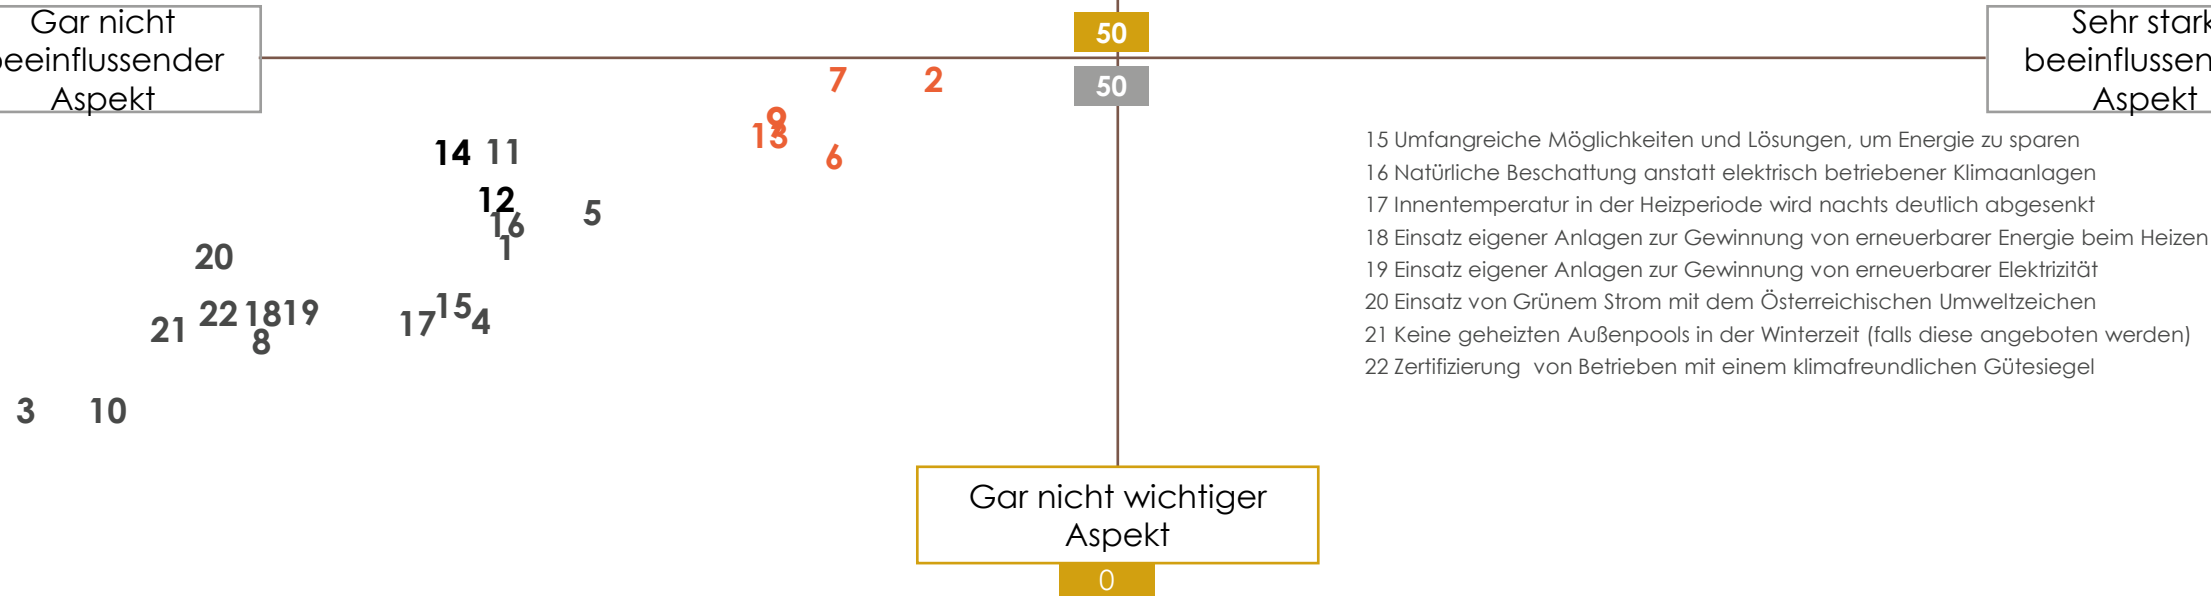 Gar nicht
beeinflussender
Aspekt
50
50
Sehr stark
beeinflussen
Aspekt
7
2
9
13
6
14
11
12
16
1
5
20
21
22
18
19
8
17
15
4
3
10
15 Umfangreiche Möglichkeiten und Lösungen, um Energie zu sparen
16 Natürliche Beschattung anstatt elektrisch betriebener Klimaanlagen
17 Innentemperatur in der Heizperiode wird nachts deutlich abgesenkt
18 Einsatz eigener Anlagen zur Gewinnung von erneuerbarer Energie beim Heizen
19 Einsatz eigener Anlagen zur Gewinnung von erneuerbarer Elektrizität
20 Einsatz von Grünem Strom mit dem Österreichischen Umweltzeichen
21 Keine geheizten Außenpools in der Winterzeit (falls diese angeboten werden)
22 Zertifizierung von Betrieben mit einem klimafreundlichen Gütesiegel
Gar nicht wichtiger
Aspekt
0